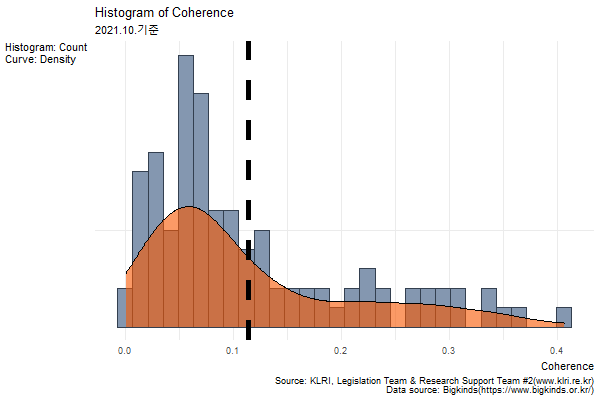 Histogram of Coherence
2021.10.기준
Histogram: Count
Curve: Density
0.0 0.1 0.2 0.3 0.4
Coherence
Source: KLRI, Legislation Team & Research Support Team #2(www.klri.re.kr)
Data source: Bigkinds(https://www.bigkinds.or.kr/)